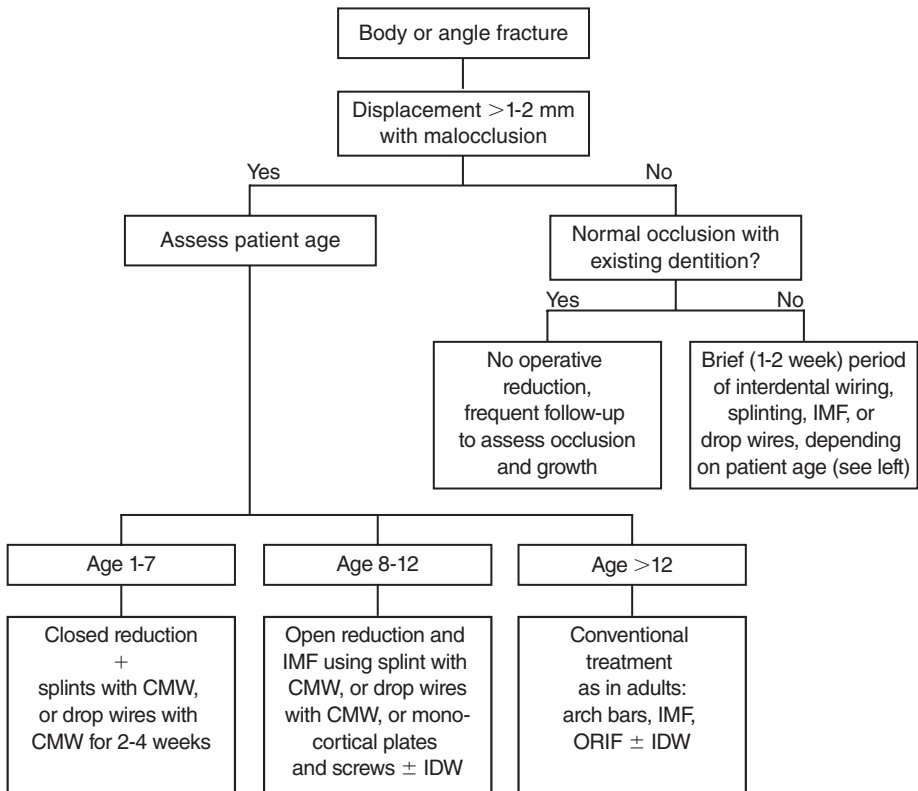 Body or angle fracture
Displacement >1-2 mm
with malocclusion
Yes
No
Assess patient age
Normal occlusion with
existing dentition?
Yes
No
No operative
reduction,
frequent follow-up
to assess occlusion
and growth
Brief (1-2 week) period
of interdental wiring,
splinting, IMF, or
drop wires, depending
on patient age (see left)
Age 1-7
Age 8-12
Age >12
Closed reduction
+
splints with CMW,
or drop wires with
CMW for 2-4 weeks
Open reduction and
IMF using splint with
CMW, or drop wires
with CMW, or mono-
cortical plates
and screws ± IDW
Conventional
treatment
as in adults:
arch bars, IMF,
ORIF ± IDW